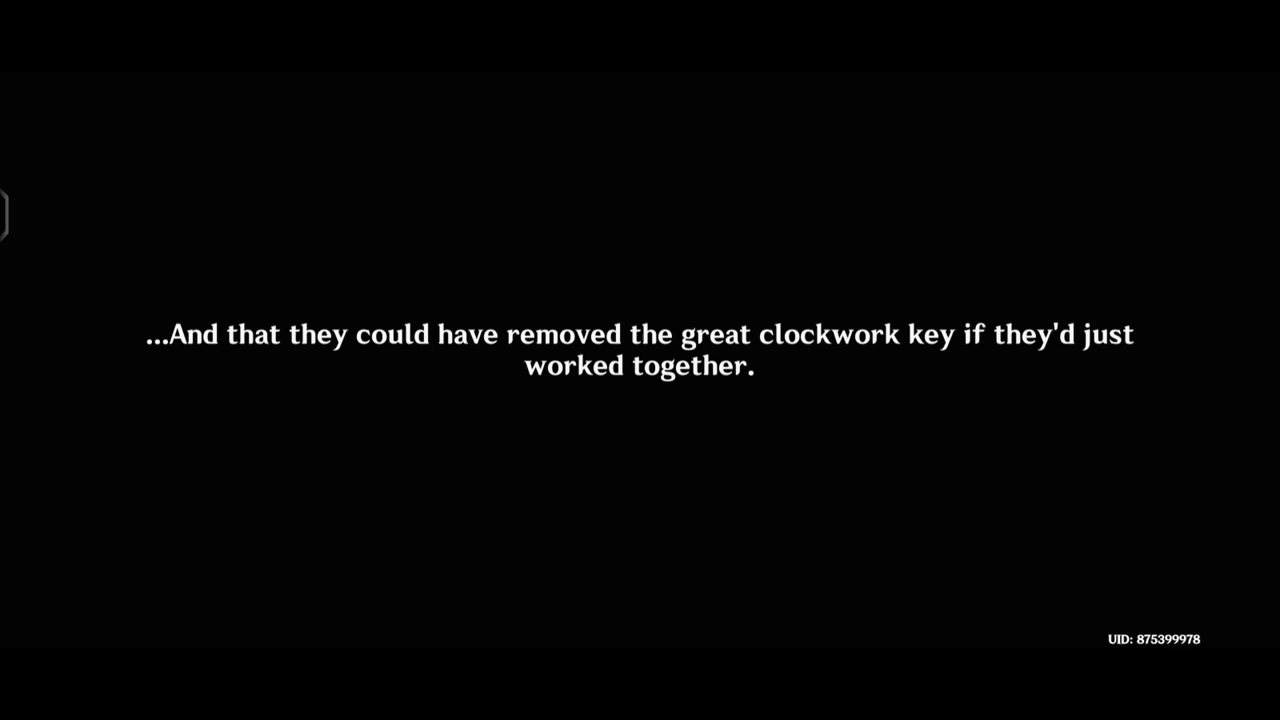 ...And that they could have removed the great clockwork key if they'd just
worked together.
UID: 875399978